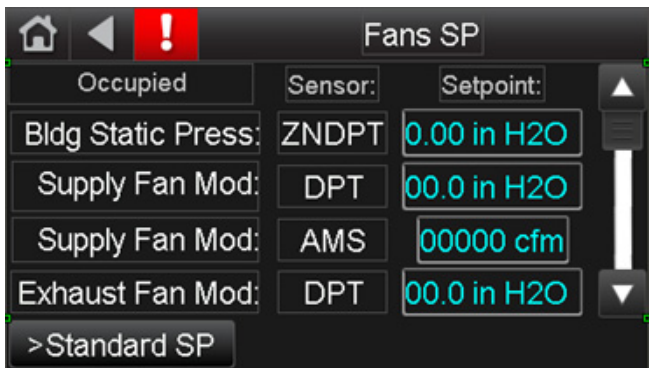 Fans SP
Occupied Sensor: Setpoint:
Bldg Static Press: ZNDPT 0.00 in H2O
Supply Fan Mod: DPT 00.0 in H2O
Supply Fan Mod: AMS 00000 cfm
Exhaust Fan Mod: DPT 00.0 in H2O
>Standard SP